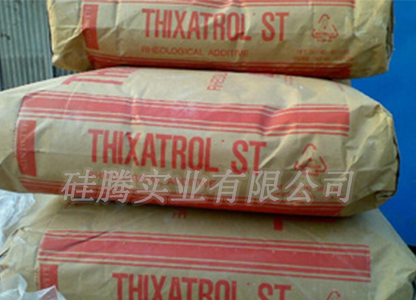 THIXATROL ST
RHEOLOGICAL ADDITIVE
THIXATROL ST
硅腾实业有限公司
THIXATROL ST